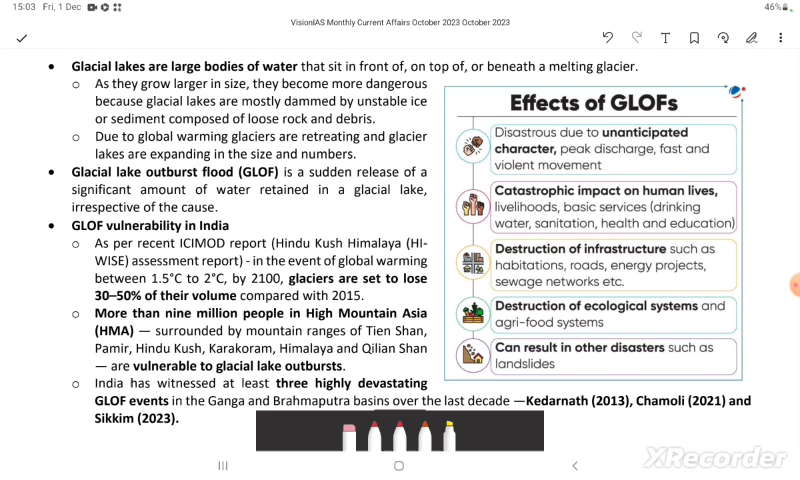 15:03 Fri, 1 Dec
46%
VisionIAS Monthly Current Affairs October 2023 October 2023
T
• Glacial lakes are large bodies of water that sit in front of, on top of, or beneath a melting glacier.
o As they grow larger in size, they become more dangerous
because glacial lakes are mostly dammed by unstable ice
or sediment composed of loose rock and debris.
o Due to global warming glaciers are retreating and glacier
lakes are expanding in the size and numbers.
• Glacial lake outburst flood (GLOF) is a sudden release of a
significant amount of water retained in a glacial lake,
irrespective of the cause.
• GLOF vulnerability in India
o As per recent ICIMOD report (Hindu Kush Himalaya (HI-
WISE) assessment report) - in the event of global warming
between 1.5°C to 2°C, by 2100, glaciers are set to lose
30–50% of their volume compared with 2015.
o More than nine million people in High Mountain Asia
(HMA) — surrounded by mountain ranges of Tien Shan,
Pamir, Hindu Kush, Karakoram, Himalaya and Qilian Shan
— are vulnerable to glacial lake outbursts.
o India has witnessed at least three highly devastating
GLOF events in the Ganga and Brahmaputra basins over the last decade —Kedarnath (2013), Chamoli (2021) and
Sikkim (2023).
Effects of GLOFs
Disastrous due to unanticipated
character, peak discharge, fast and
violent movement
Catastrophic impact on human lives,
livelihoods, basic services (drinking
water, sanitation, health and education)
Destruction of infrastructure such as
habitations, roads, energy projects,
sewage networks etc.
Destruction of ecological systems and
agri-food systems
Can result in other disasters such as
landslides
XRecorder